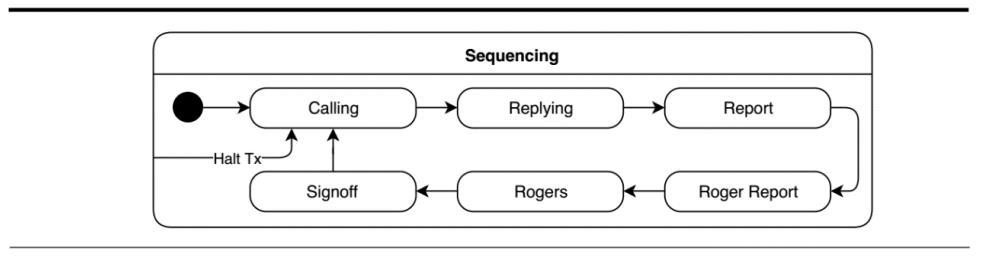 Sequencing
Calling
Replying
Report
Halt Tx
Signoff
Rogers
Roger Report